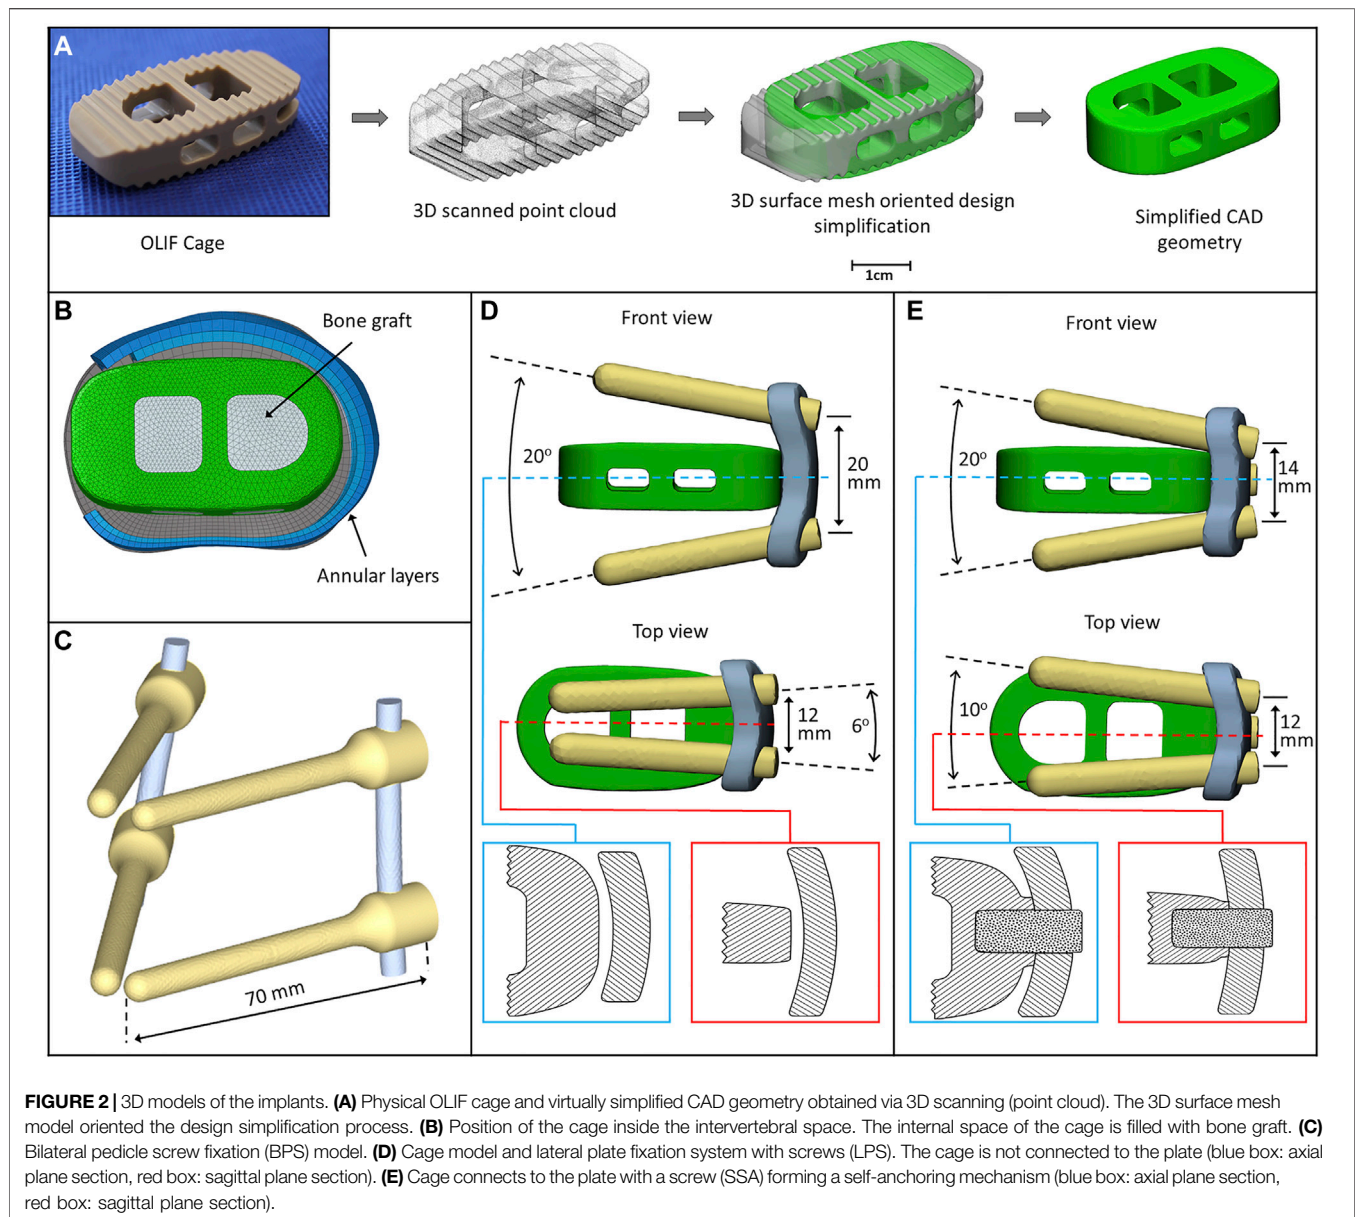 A
OLIF Cage
3D scanned point cloud
3D surface mesh oriented design
simplification
1cm
Simplified CAD
geometry
B
Bone graft
Annular layers
C
70 mm
D
Front view
20º
20
mm
Top view
12
mm
6º
E
Front view
20º
14
mm
Top view
10º
12
mm
FIGURE 2 | 3D models of the implants. (A) Physical OLIF cage and virtually simplified CAD geometry obtained via 3D scanning (point cloud). The 3D surface mesh
model oriented the design simplification process. (B) Position of the cage inside the intervertebral space. The internal space of the cage is filled with bone graft. (C)
Bilateral pedicle screw fixation (BPS) model. (D) Cage model and lateral plate fixation system with screws (LPS). The cage is not connected to the plate (blue box: axial
plane section, red box: sagittal plane section). (E) Cage connects to the plate with a screw (SSA) forming a self-anchoring mechanism (blue box: axial plane section,
red box: sagittal plane section).